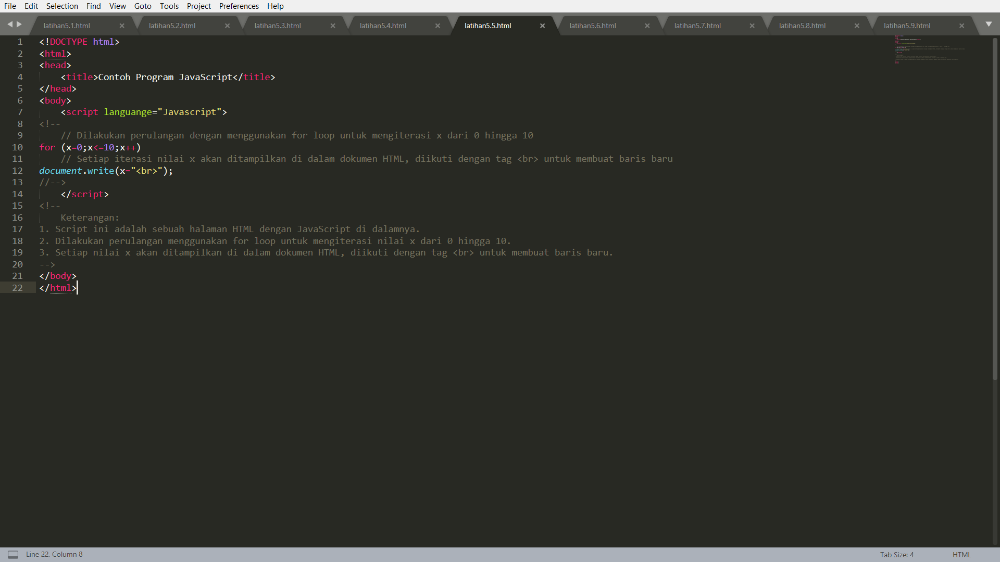 File Edit Selection Find View Goto Tools Project Preferences Help
latihan5.1.html × latihan5.2.html × latihan5.3.html × latihan5.4.html × latihan5.5.html × latihan5.6.html × latihan5.7.html × latihan5.8.html × latihan5.9.html ×
1 <!DOCTYPE html>
2 <html>
3 <head>
4     <title>Contoh Program JavaScript</title>
5 </head>
6 <body>
7     <script languange="Javascript">
8 <!--
9     // Dilakukan perulangan dengan menggunakan for loop untuk mengiterasi x dari 0 hingga 10
10 for (x=0;x<=10;x++)
11     // Setiap iterasi nilai x akan ditampilkan di dalam dokumen HTML, diikuti dengan tag <br> untuk membuat baris baru
12 document.write(x="<br>");
13 //-->
14     </script>
15 <!--
16     Keterangan:
17 1. Script ini adalah sebuah halaman HTML dengan JavaScript di dalamnya.
18 2. Dilakukan perulangan menggunakan for loop untuk mengiterasi nilai x dari 0 hingga 10.
19 3. Setiap nilai x akan ditampilkan di dalam dokumen HTML, diikuti dengan tag <br> untuk membuat baris baru.
20 -->
21 </body>
22 </html>
Line 22, Column 8 Tab Size: 4 HTML